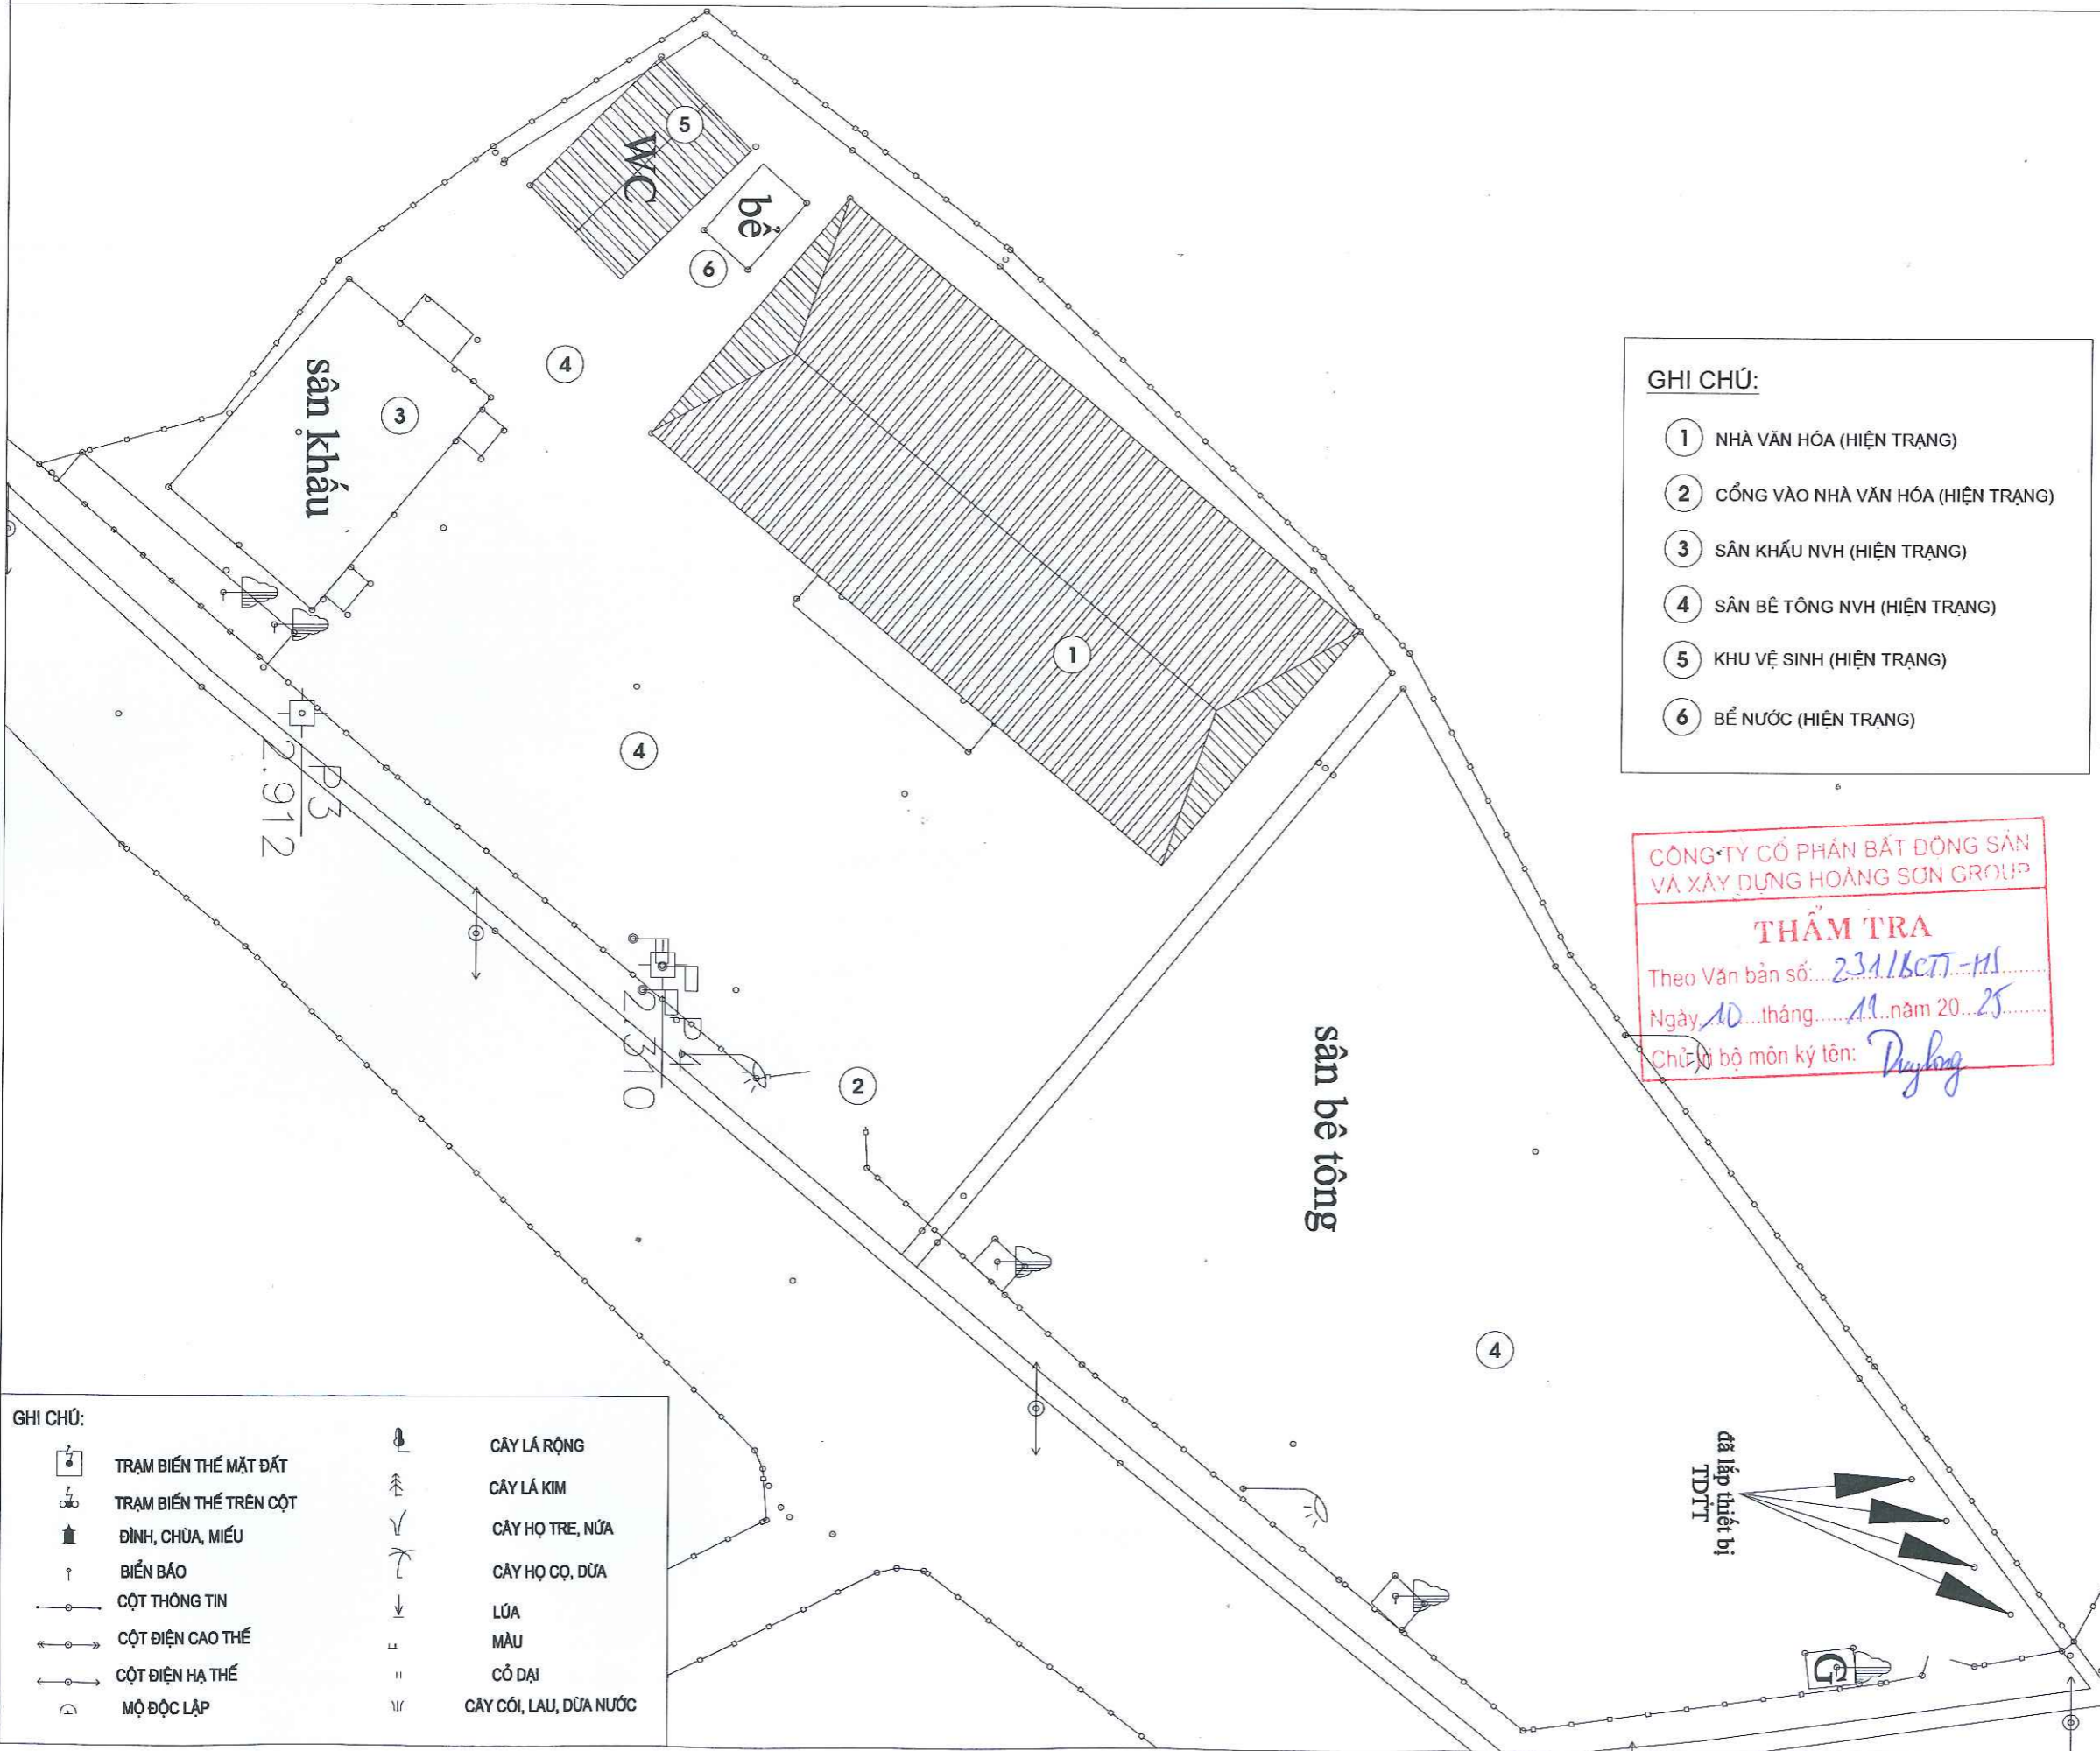 5
WC
bể
6
4
sân khấu
3
1
4
P3
2.912
P4
2.310
2
sân bê tông
4
đã lắp thiết bị
TDTT
G
GHI CHÚ:
1 NHÀ VĂN HÓA (HIỆN TRẠNG)
2 CỔNG VÀO NHÀ VĂN HÓA (HIỆN TRẠNG)
3 SÂN KHẤU NVH (HIỆN TRẠNG)
4 SÂN BÊ TÔNG NVH (HIỆN TRẠNG)
5 KHU VỆ SINH (HIỆN TRẠNG)
6 BỂ NƯỚC (HIỆN TRẠNG)
CÔNG TY CỔ PHẦN BẤT ĐỘNG SẢN
VÀ XÂY DỰNG HOÀNG SƠN GROUP
THẨM TRA
Theo Văn bản số:...231/BCTT-HS
Ngày 10 tháng 11 năm 20 25
Chủ trì bộ môn ký tên: Duylong
GHI CHÚ:
TRẠM BIẾN THẾ MẶT ĐẤT
TRẠM BIẾN THẾ TRÊN CỘT
ĐÌNH, CHÙA, MIẾU
BIỂN BÁO
CỘT THÔNG TIN
CỘT ĐIỆN CAO THẾ
CỘT ĐIỆN HẠ THẾ
MỘ ĐỘC LẬP
CÂY LÁ RỘNG
CÂY LÁ KIM
CÂY HỌ TRE, NỨA
CÂY HỌ CỌ, DỪA
LÚA
MÀU
CỎ DẠI
CÂY CÓI, LAU, DỪA NƯỚC